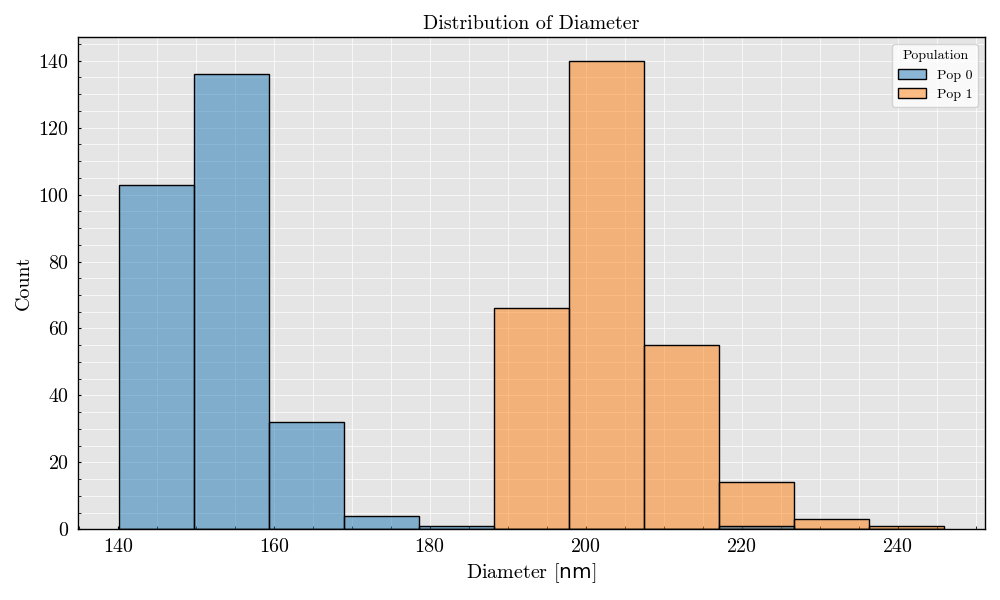 Distribution of Diameter
Population
Pop 0
Pop 1
Count
140
120
100
80
60
40
20
0
140 160 180 200 220 240
Diameter [nm]